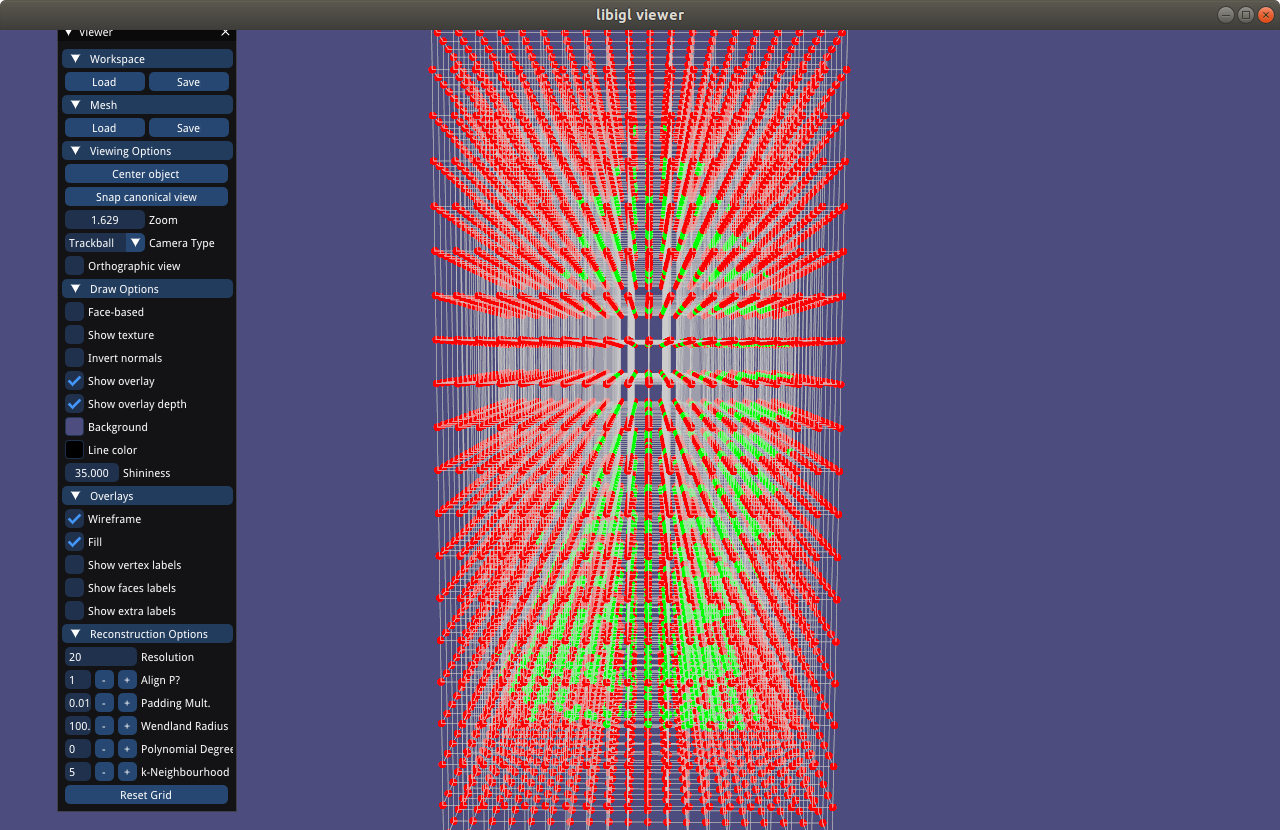 libigl viewer
Viewer
Workspace
Load Save
Mesh
Load Save
Viewing Options
Center object
Snap canonical view
1.629 Zoom
Trackball Camera Type
Orthographic view
Draw Options
Face-based
Show texture
Invert normals
Show overlay
Show overlay depth
Background
Line color
35.000 Shininess
Overlays
Wireframe
Fill
Show vertex labels
Show faces labels
Show extra labels
Reconstruction Options
20 Resolution
1 - + Align P?
0.01 - + Padding Mult.
100. - + Wendland Radius
0 - + Polynomial Degree
5 - + k-Neighbourhood
Reset Grid